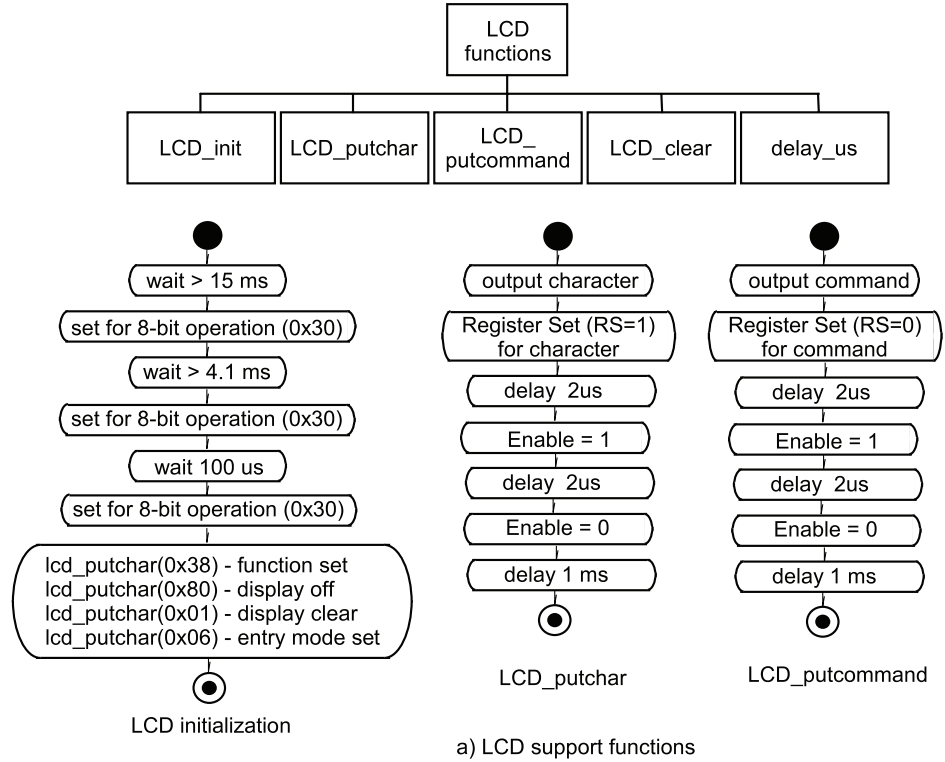 LCD
functions
LCD_init
LCD_putchar
LCD_
putcommand
LCD_clear
delay_us
wait > 15 ms
set for 8-bit operation (0x30)
wait > 4.1 ms
set for 8-bit operation (0x30)
wait 100 us
set for 8-bit operation (0x30)
lcd_putchar(0x38) - function set
lcd_putchar(0x80) - display off
lcd_putchar(0x01) - display clear
lcd_putchar(0x06) - entry mode set
LCD initialization
output character
Register Set (RS=1)
for character
delay 2us
Enable = 1
delay 2us
Enable = 0
delay 1 ms
LCD_putchar
output command
Register Set (RS=0)
for command
delay 2us
Enable = 1
delay 2us
Enable = 0
delay 1 ms
LCD_putcommand
a) LCD support functions